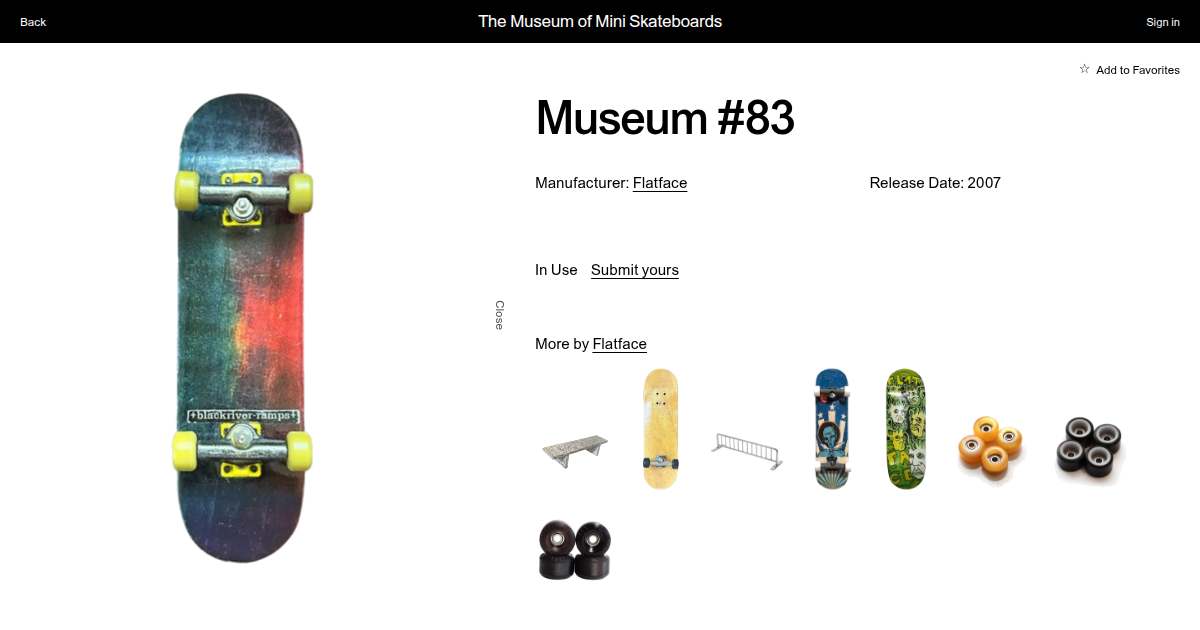 Back
The Museum of Mini Skateboards
Sign in
☆ Add to Favorites
Museum #83
Manufacturer: Flatface
Release Date: 2007
In Use Submit yours
Close
More by Flatface
+blackriver-ramps+